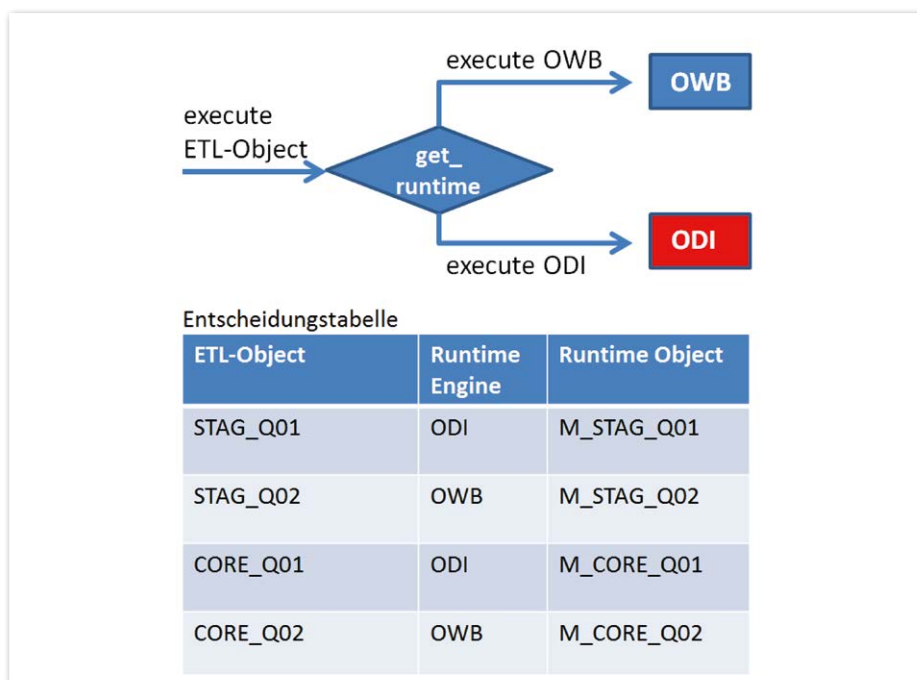 execute OWB
OWB
execute
ETL-Object
get_
runtime
ODI
execute ODI
Entscheidungstabelle
ETL-Object Runtime Engine Runtime Object
STAG_Q01 ODI M_STAG_Q01
STAG_Q02 OWB M_STAG_Q02
CORE_Q01 ODI M_CORE_Q01
CORE_Q02 OWB M_CORE_Q02